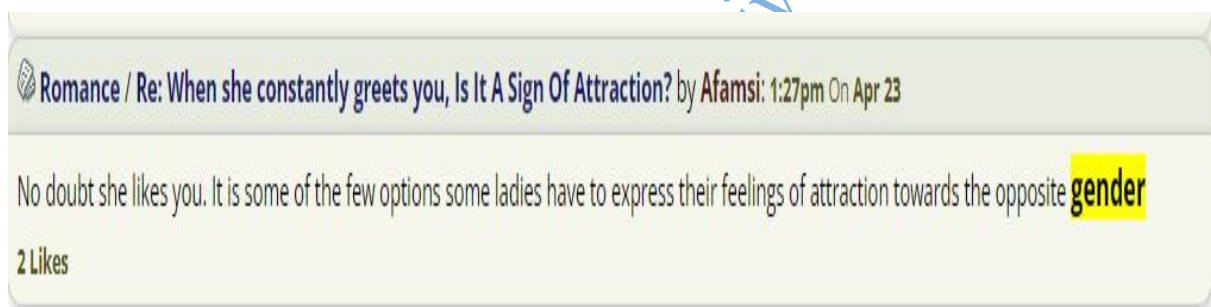 Romance / Re: When she constantly greets you, Is It A Sign Of Attraction? by Afamsi: 1:27pm On Apr 23
No doubt she likes you. It is some of the few options some ladies have to express their feelings of attraction towards the opposite gender
2 Likes